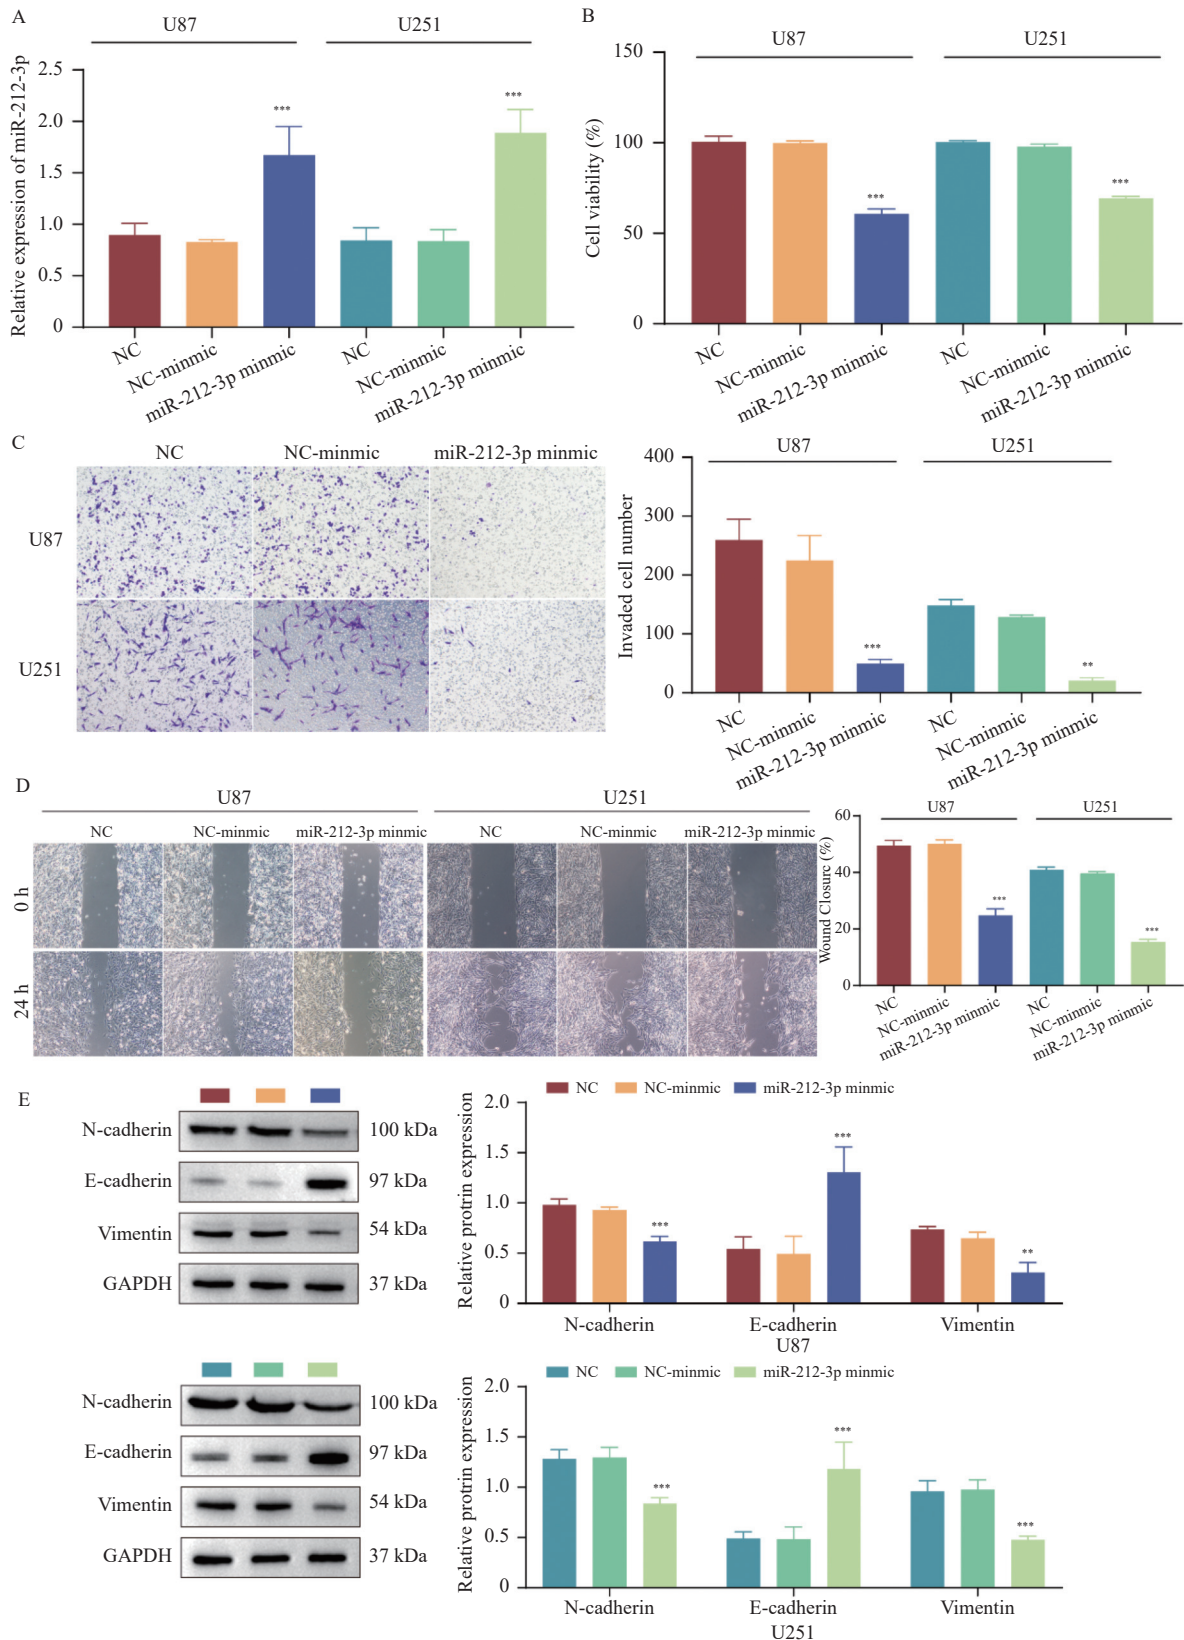 A
U87
U251
Relative expression of miR-212-3p
2.5
2.0
1.5
1.0
0.5
0
***
***
NC
NC-minmic
miR-212-3p minmic
NC
NC-minmic
miR-212-3p minmic
B
U87
U251
Cell viability (%)
150
100
50
0
***
***
NC
NC-minmic
miR-212-3p minmic
NC
NC-minmic
miR-212-3p minmic
C
NC
NC-minmic
miR-212-3p minmic
U87
U251
U87
U251
Invaded cell number
400
300
200
100
0
***
**
NC
NC-minmic
miR-212-3p minmic
NC
NC-minmic
miR-212-3p minmic
D
U87
U251
NC
NC-minmic
miR-212-3p minmic
NC
NC-minmic
miR-212-3p minmic
0 h
24 h
U87
U251
Wound Closurc (%)
60
40
20
0
***
***
NC
NC-minmic
miR-212-3p minmic
NC
NC-minmic
miR-212-3p minmic
E
N-cadherin
100 kDa
E-cadherin
97 kDa
Vimentin
54 kDa
GAPDH
37 kDa
NC
NC-minmic
miR-212-3p minmic
Relative protrin expression
2.0
1.5
1.0
0.5
0
***
***
**
N-cadherin
E-cadherin
Vimentin
U87
N-cadherin
100 kDa
E-cadherin
97 kDa
Vimentin
54 kDa
GAPDH
37 kDa
NC
NC-minmic
miR-212-3p minmic
Relative protrin expression
2.0
1.5
1.0
0.5
0
***
***
***
N-cadherin
E-cadherin
Vimentin
U251